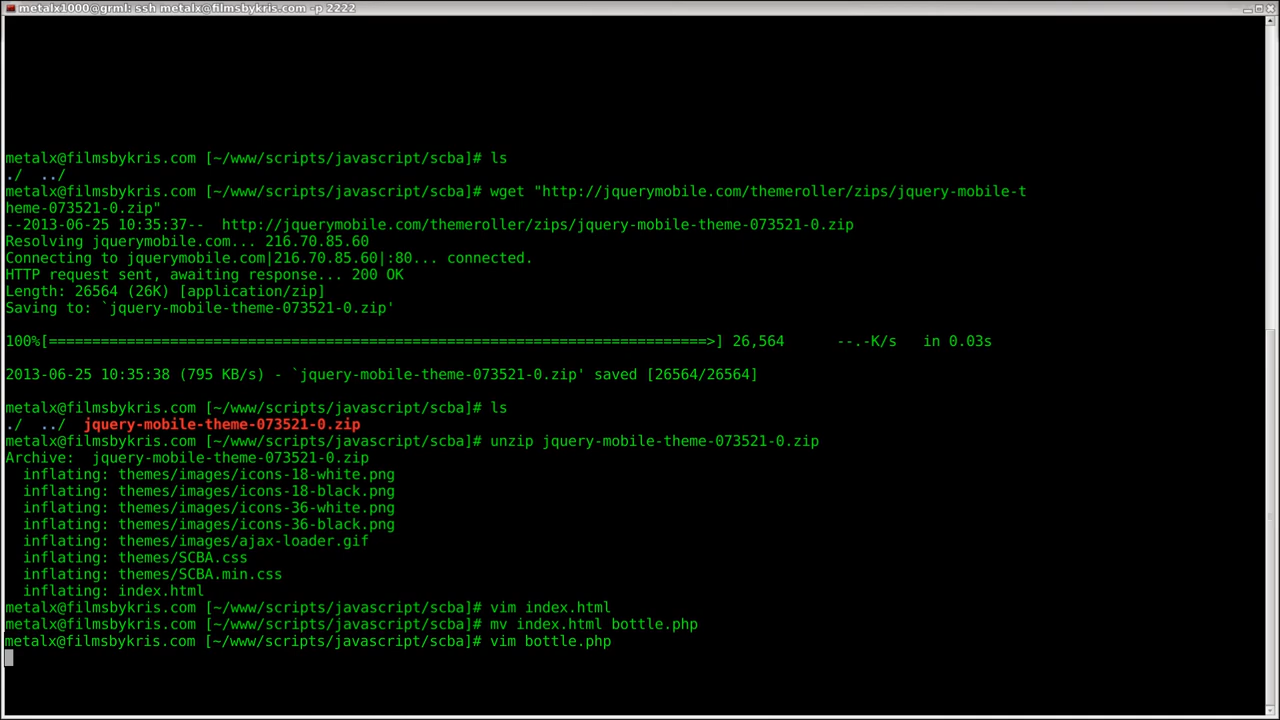 metalx1000@grml: ssh metalx@filmsbykris.com -p 2222
metalx@filmsbykris.com [~/www/scripts/javascript/scba]# ls
./  ../
metalx@filmsbykris.com [~/www/scripts/javascript/scba]# wget "http://jquerymobile.com/themeroller/zips/jquery-mobile-t
heme-073521-0.zip"
--2013-06-25 10:35:37--  http://jquerymobile.com/themeroller/zips/jquery-mobile-theme-073521-0.zip
Resolving jquerymobile.com... 216.70.85.60
Connecting to jquerymobile.com|216.70.85.60|:80... connected.
HTTP request sent, awaiting response... 200 OK
Length: 26564 (26K) [application/zip]
Saving to: `jquery-mobile-theme-073521-0.zip'
100%[============================================================================>] 26,564      --.-K/s   in 0.03s
2013-06-25 10:35:38 (795 KB/s) - `jquery-mobile-theme-073521-0.zip' saved [26564/26564]
metalx@filmsbykris.com [~/www/scripts/javascript/scba]# ls
./  ../  jquery-mobile-theme-073521-0.zip
metalx@filmsbykris.com [~/www/scripts/javascript/scba]# unzip jquery-mobile-theme-073521-0.zip
Archive:  jquery-mobile-theme-073521-0.zip
  inflating: themes/images/icons-18-white.png
  inflating: themes/images/icons-18-black.png
  inflating: themes/images/icons-36-white.png
  inflating: themes/images/icons-36-black.png
  inflating: themes/images/ajax-loader.gif
  inflating: themes/SCBA.css
  inflating: themes/SCBA.min.css
  inflating: index.html
metalx@filmsbykris.com [~/www/scripts/javascript/scba]# vim index.html
metalx@filmsbykris.com [~/www/scripts/javascript/scba]# mv index.html bottle.php
metalx@filmsbykris.com [~/www/scripts/javascript/scba]# vim bottle.php